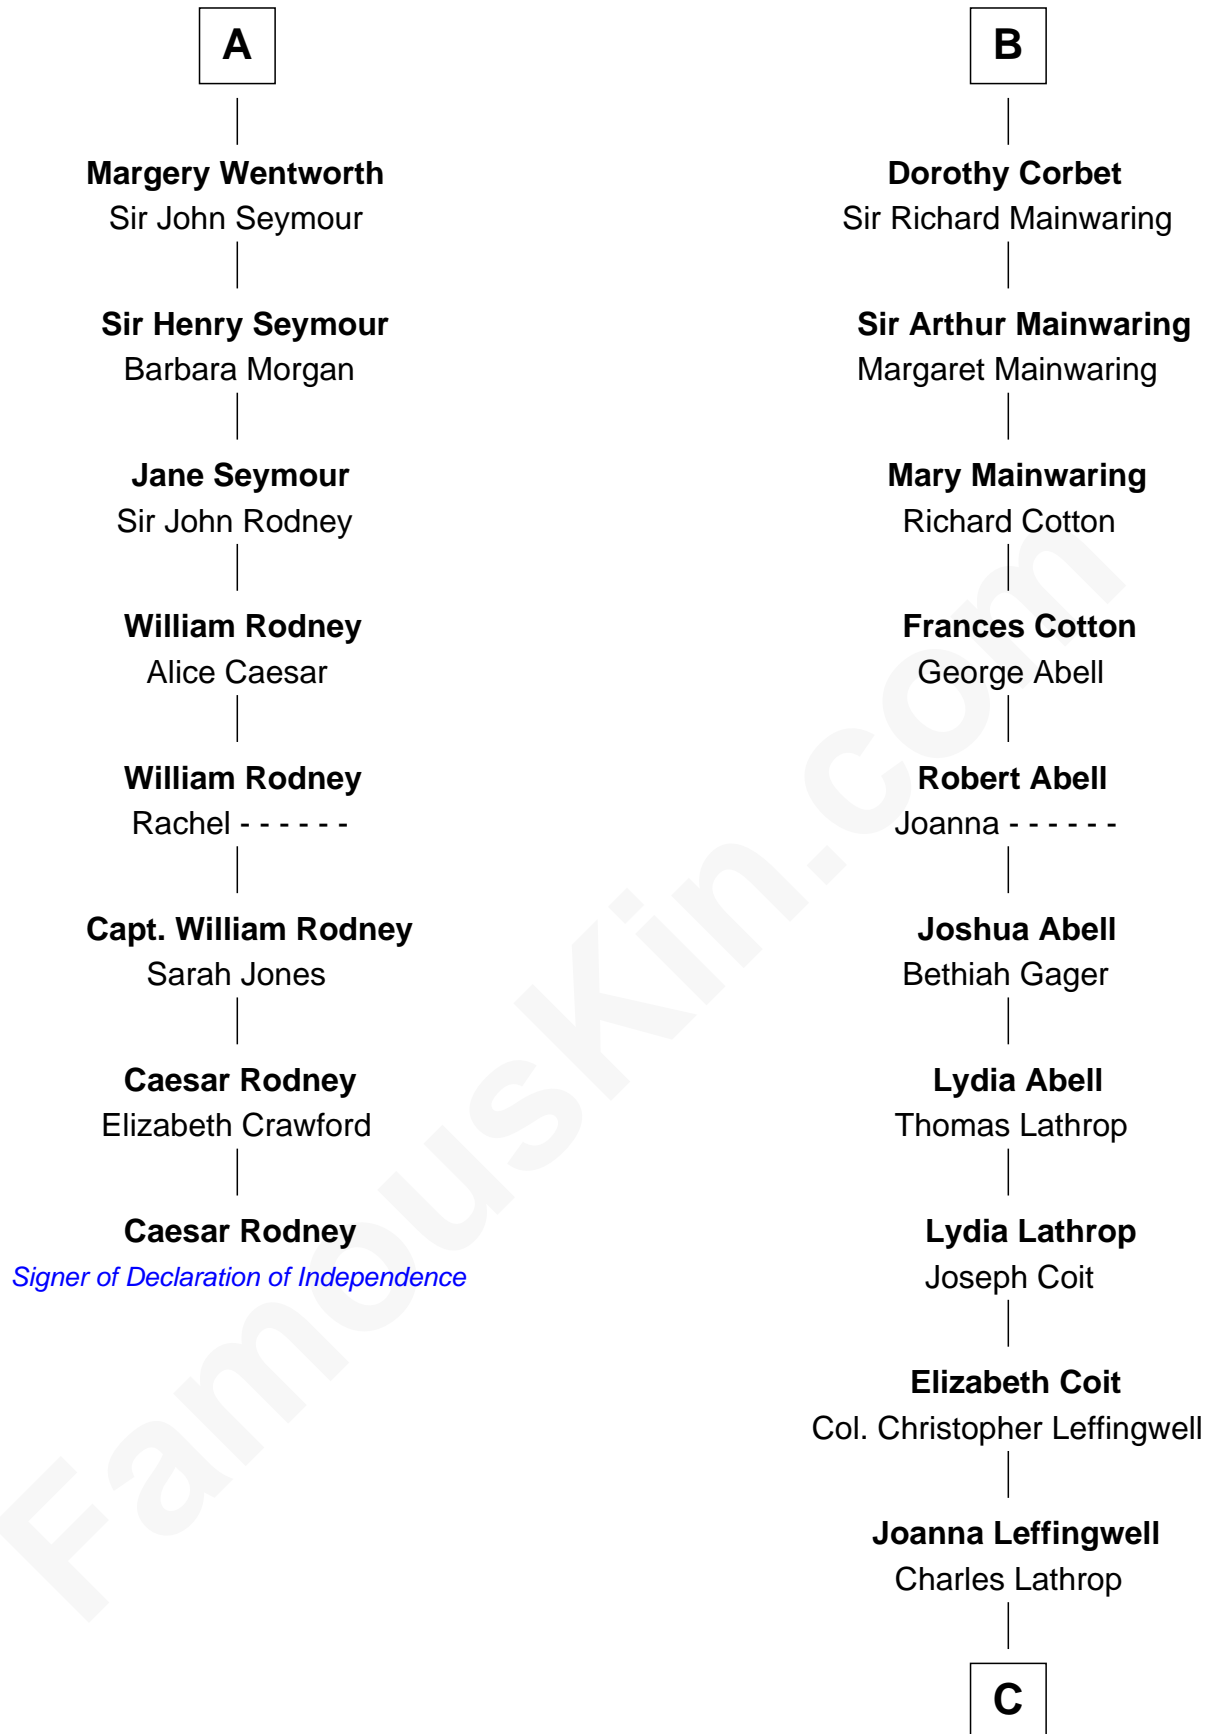 A
Margery Wentworth
Sir John Seymour
Sir Henry Seymour
Barbara Morgan
Jane Seymour
Sir John Rodney
William Rodney
Alice Caesar
William Rodney
Rachel - - - - - -
Capt. William Rodney
Sarah Jones
Caesar Rodney
Elizabeth Crawford
Caesar Rodney
Signer of Declaration of Independence
B
Dorothy Corbet
Sir Richard Mainwaring
Sir Arthur Mainwaring
Margaret Mainwaring
Mary Mainwaring
Richard Cotton
Frances Cotton
George Abell
Robert Abell
Joanna - - - - - -
Joshua Abell
Bethiah Gager
Lydia Abell
Thomas Lathrop
Lydia Lathrop
Joseph Coit
Elizabeth Coit
Col. Christopher Leffingwell
Joanna Leffingwell
Charles Lathrop
C
FamousKin.com